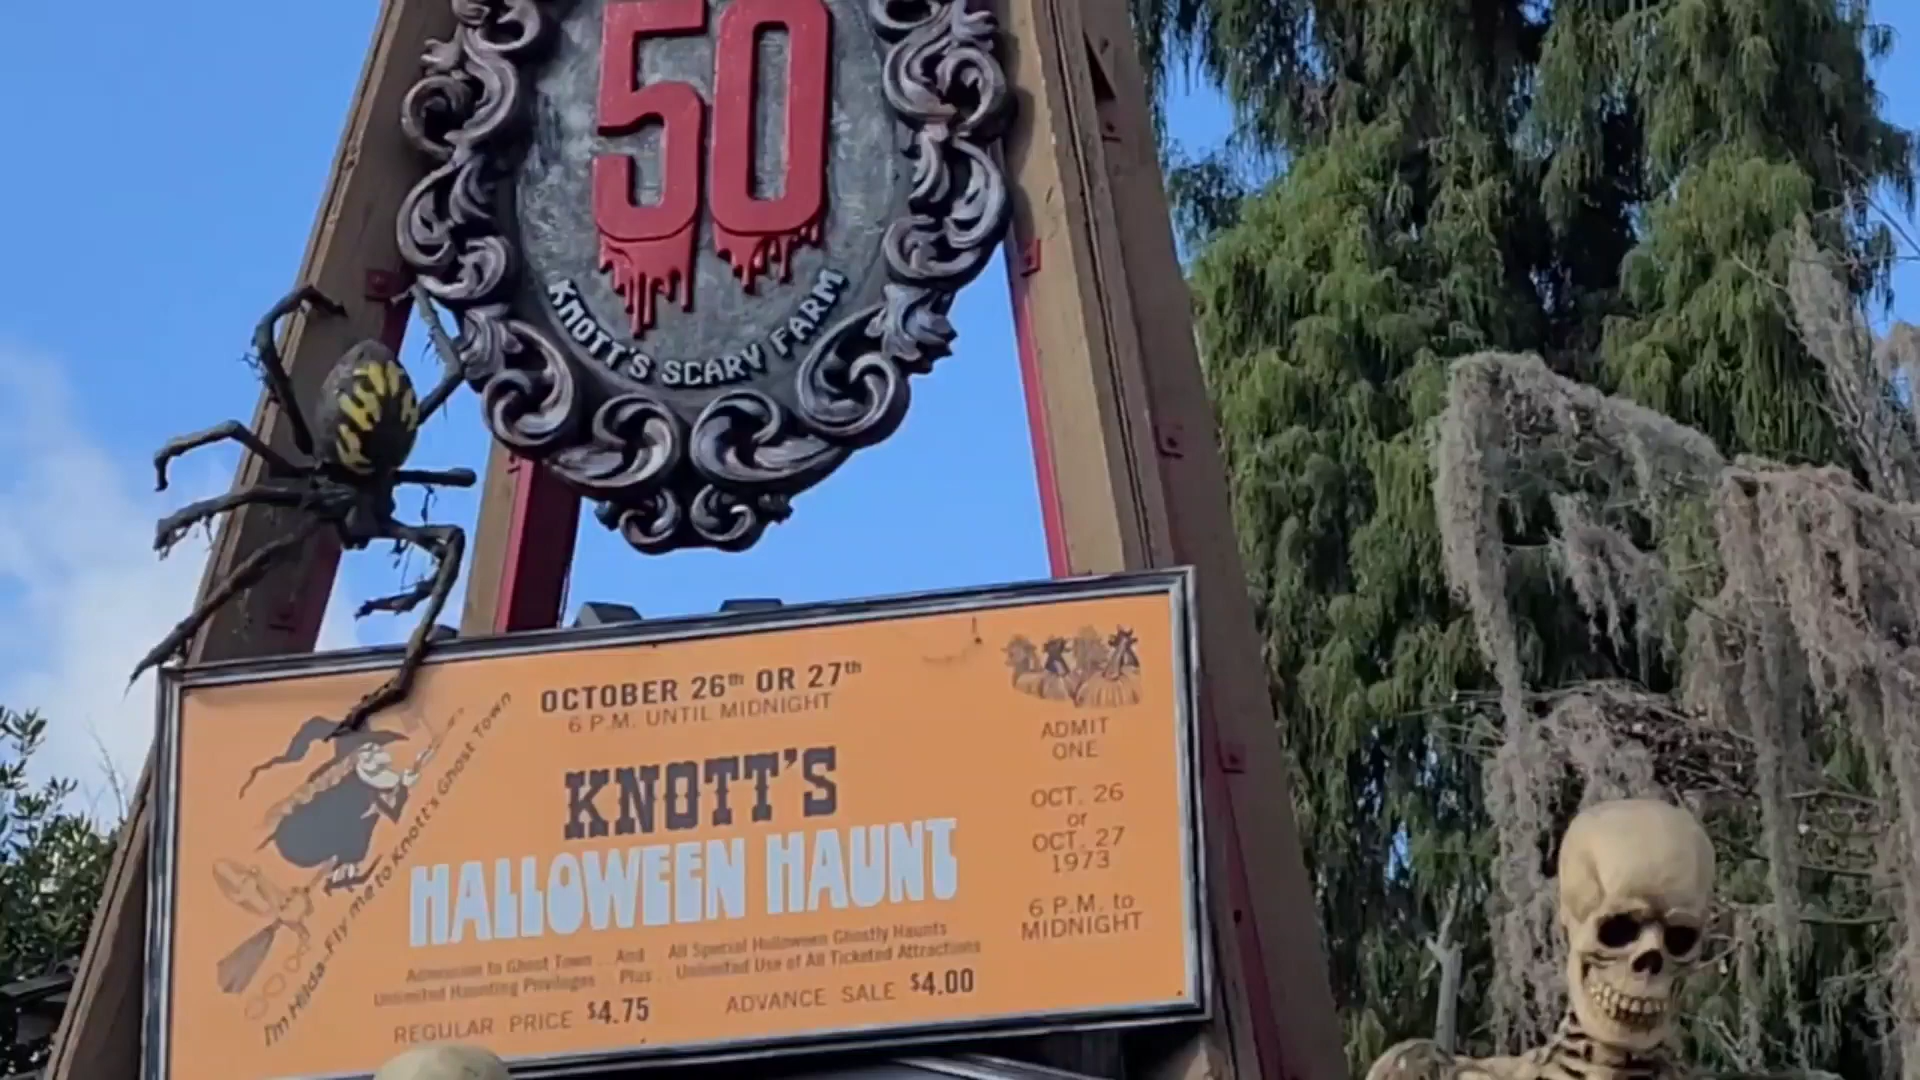 50
KNOTT'S SCARY FARM
OCTOBER 26th OR 27th
6 P.M. UNTIL MIDNIGHT
KNOTT'S
HALLOWEEN HAUNT
Admission to Ghost Town And All Special Halloween Ghostly Haunts
Unlimited Haunting Privileges Plus Unlimited Use of All Ticketed Attractions
REGULAR PRICE $4.75 ADVANCE SALE $4.00
I'm Hilda...Fly me to Knott's Ghost Town
ADMIT
ONE
OCT. 26
or
OCT. 27
1973
6 P.M. to
MIDNIGHT